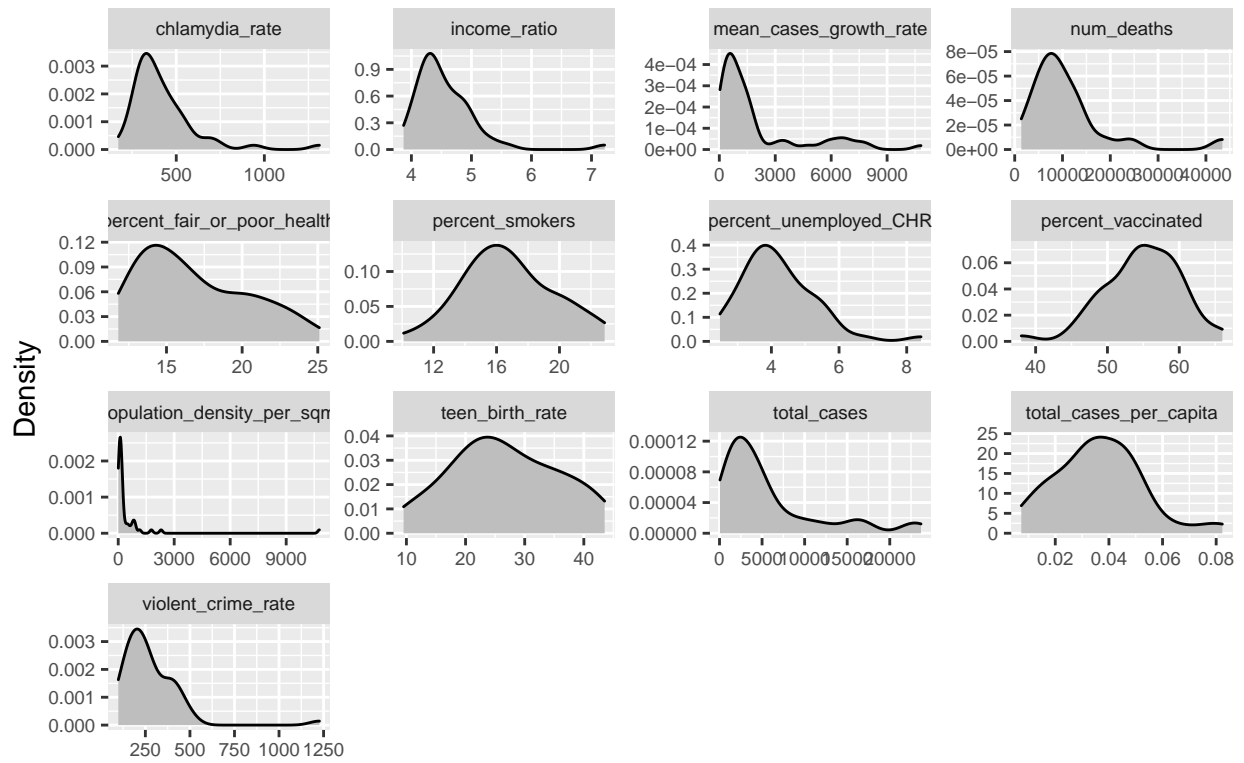 chlamydia_rate
0.003
0.002
0.001
0.000
500 1000
income_ratio
0.9
0.6
0.3
0.0
4 5 6 7
mean_cases_growth_rate
4e−04
3e−04
2e−04
1e−04
0e+00
0 3000 6000 9000
num_deaths
8e−05
6e−05
4e−05
2e−05
0e+00
0 10000 20000 30000 40000
percent_fair_or_poor_health
0.12
0.09
0.06
0.03
0.00
15 20 25
percent_smokers
0.10
0.05
0.00
12 16 20
percent_unemployed_CHR
0.4
0.3
0.2
0.1
0.0
4 6 8
percent_vaccinated
0.06
0.04
0.02
0.00
40 50 60
Density
opulation_density_per_sqm
0.002
0.001
0.000
0 3000 6000 9000
teen_birth_rate
0.04
0.03
0.02
0.01
0.00
10 20 30 40
total_cases
0.00012
0.00008
0.00004
0.00000
0 5000 10000 15000 20000
total_cases_per_capita
25
20
15
10
5
0
0.02 0.04 0.06 0.08
violent_crime_rate
0.003
0.002
0.001
0.000
250 500 750 1000 1250